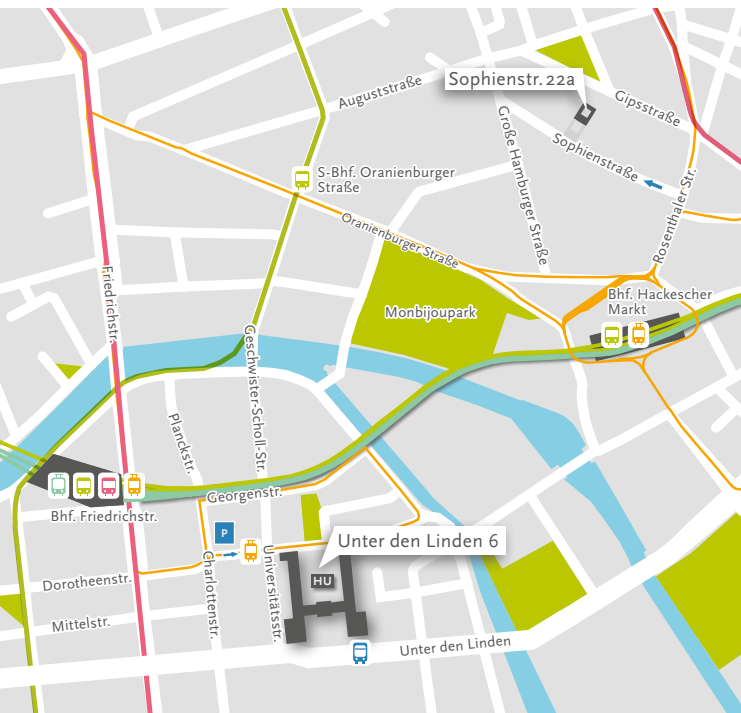 Auguststraße
Sophienstr. 22a
Gipsstraße
Große Hamburger Straße
Sophienstraße
S-Bhf. Oranienburger
Straße
Rosenthaler Str.
Oranienburger Straße
Friedrichstr.
Bhf. Hackescher
Markt
Monbijoupark
Geschwister-Scholl-Str.
Planckstr.
Georgenstr.
Bhf. Friedrichstr.
P
Unter den Linden 6
Dorotheenstr.
Charlottenstr.
Universitätsstr.
HU
Mittelstr.
Unter den Linden